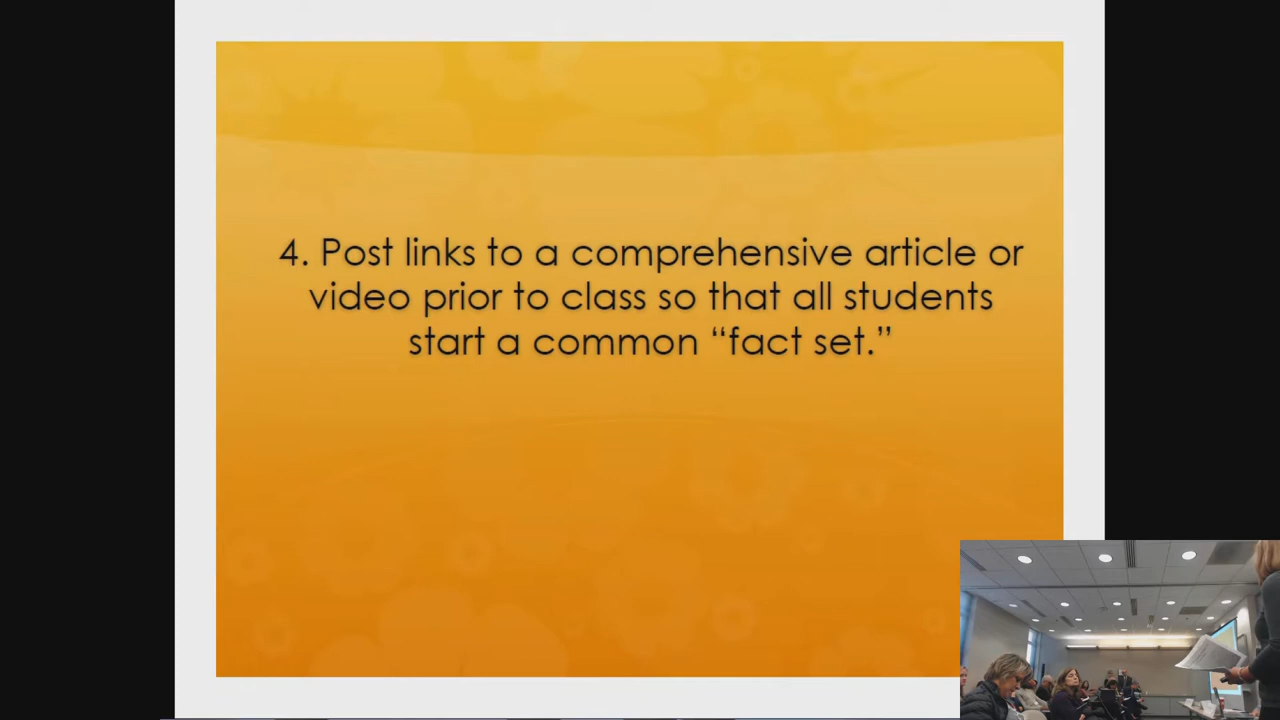 4. Post links to a comprehensive article or
video prior to class so that all students
start a common “fact set.”